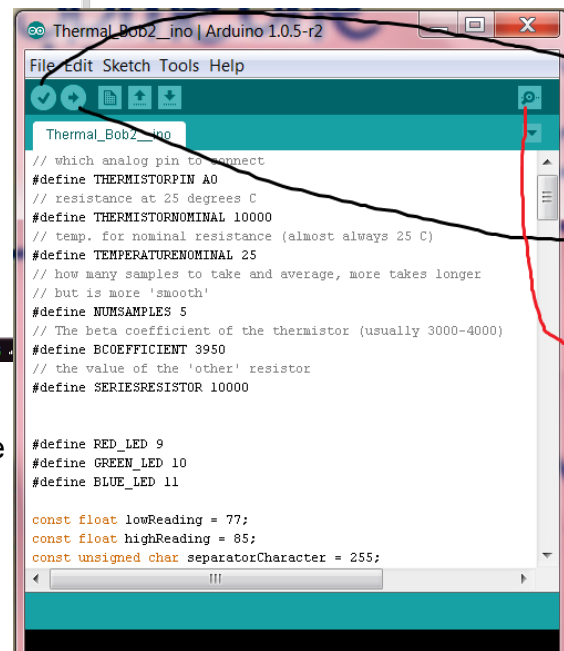 Thermal_Bob2__ino | Arduino 1.0.5-r2
File Edit Sketch Tools Help
Thermal_Bob2__ino
// which analog pin to connect
#define THERMISTORPIN A0
// resistance at 25 degrees C
#define THERMISTORNOMINAL 10000
// temp. for nominal resistance (almost always 25 C)
#define TEMPERATURENOMINAL 25
// how many samples to take and average, more takes longer
// but is more 'smooth'
#define NUMSAMPLES 5
// The beta coefficient of the thermistor (usually 3000-4000)
#define BCOEFFICIENT 3950
// the value of the 'other' resistor
#define SERIESRESISTOR 10000
#define RED_LED 9
#define GREEN_LED 10
#define BLUE_LED 11
const float lowReading = 77;
const float highReading = 85;
const unsigned char separatorCharacter = 255;